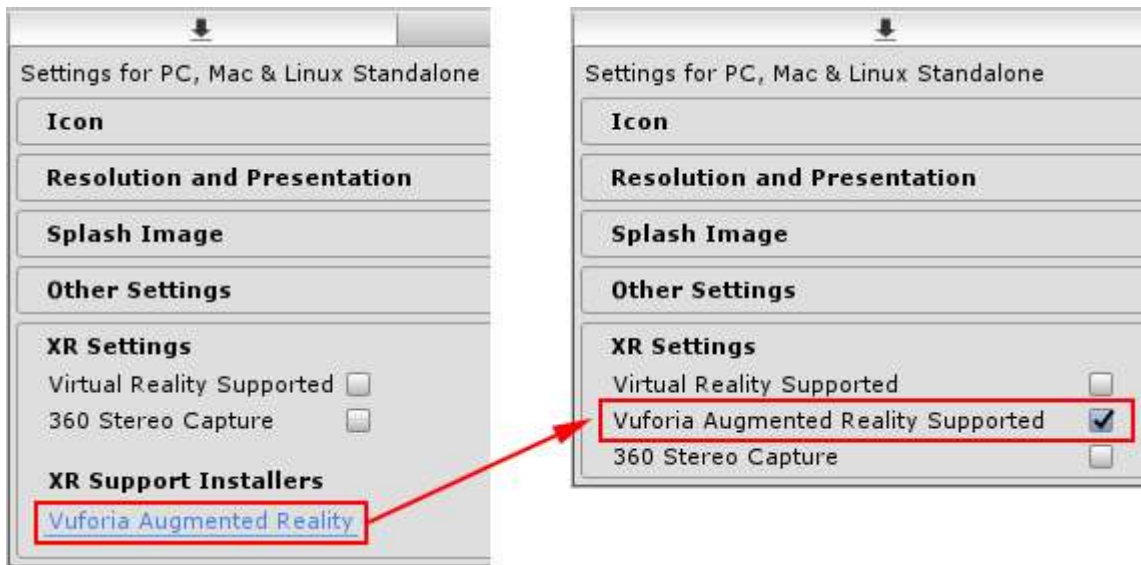 Settings for PC, Mac & Linux Standalone
Icon
Resolution and Presentation
Splash Image
Other Settings
XR Settings
Virtual Reality Supported
360 Stereo Capture
XR Support Installers
Vuforia Augmented Reality
Settings for PC, Mac & Linux Standalone
Icon
Resolution and Presentation
Splash Image
Other Settings
XR Settings
Virtual Reality Supported
Vuforia Augmented Reality Supported
360 Stereo Capture